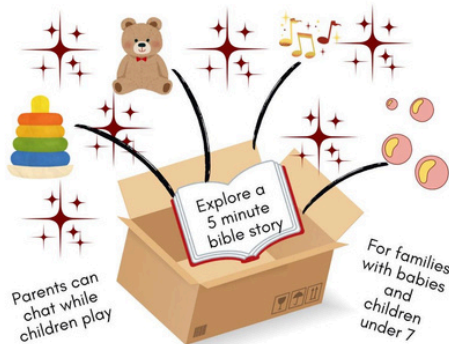 Explore a
5 minute
bible story
Parents can
chat while
children play
For families
with babies
and
children
under 7